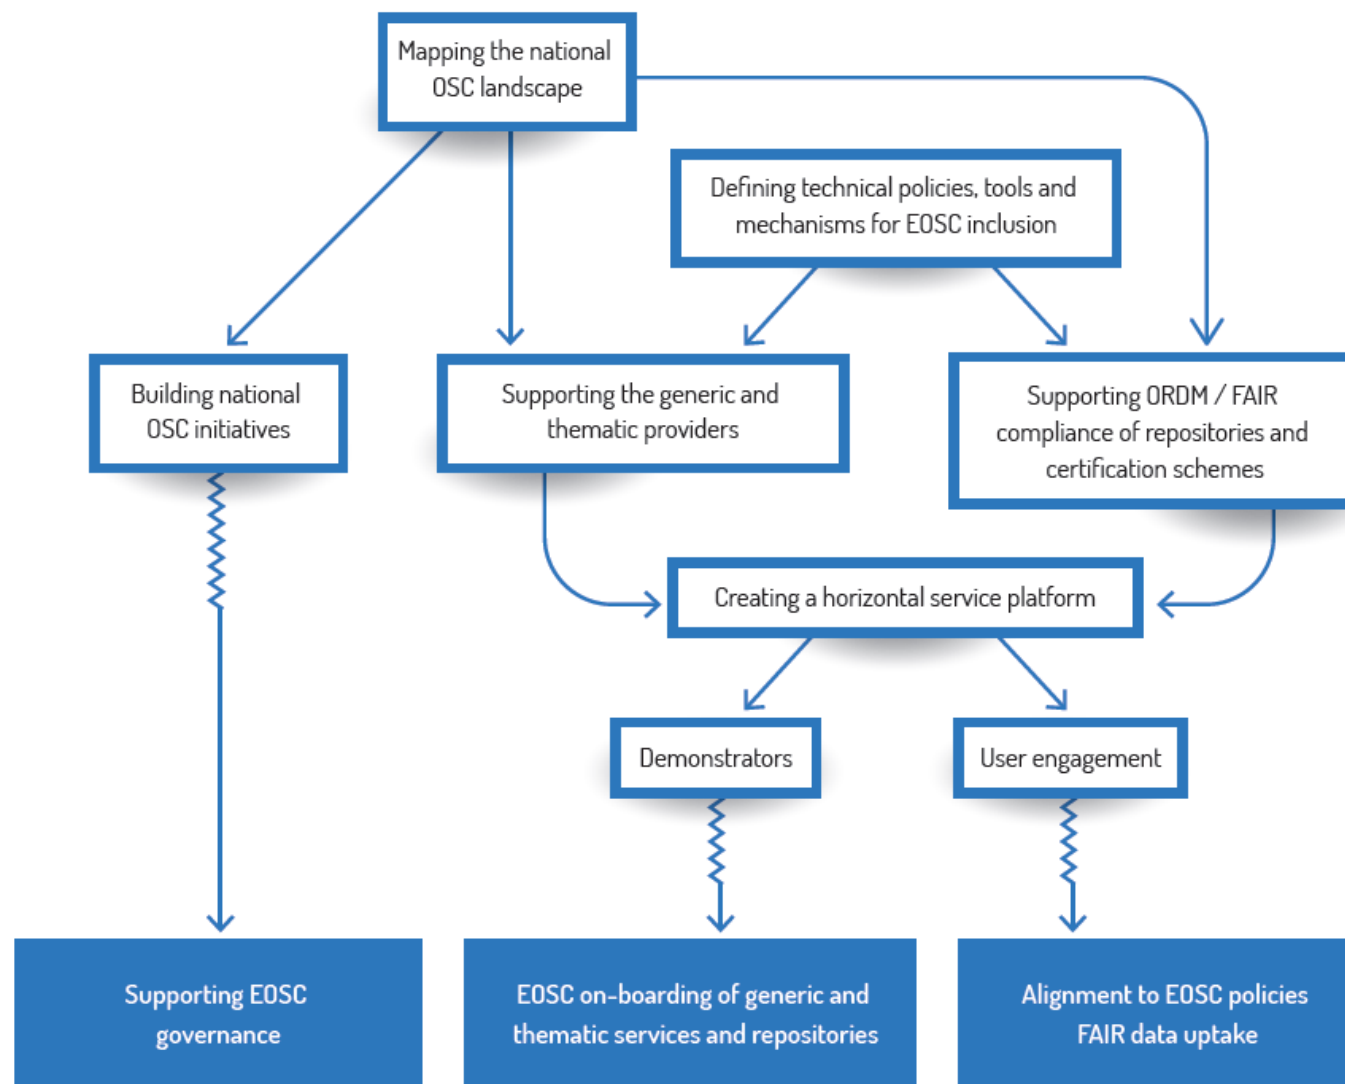 Mapping the national
OSC landscape
Defining technical policies, tools and
mechanisms for EOSC inclusion
Building national
OSC initiatives
Supporting the generic and
thematic providers
Supporting ORDM / FAIR
compliance of repositories and
certification schemes
Creating a horizontal service platform
Demonstrators
User engagement
Supporting EOSC
governance
EOSC on-boarding of generic and
thematic services and repositories
Alignment to EOSC policies
FAIR data uptake